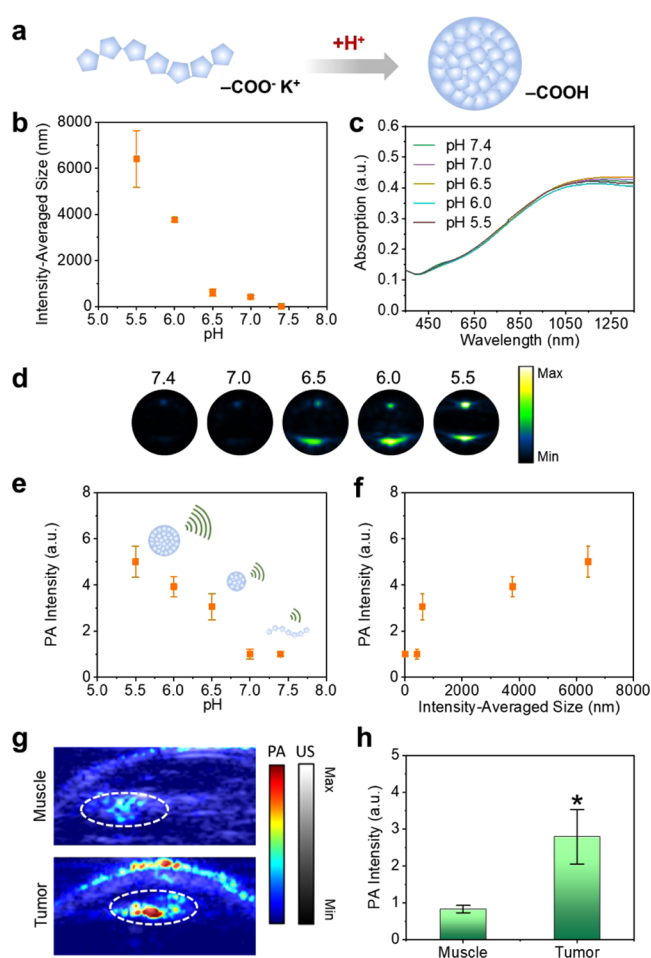 a
+H⁺
–COO⁻ K⁺
–COOH
b
8000
6000
4000
2000
0
Intensity-Averaged Size (nm)
5.0 5.5 6.0 6.5 7.0 7.5 8.0
pH
c
0.6
0.5
0.4
0.3
0.2
0.1
0.0
Absorption (a.u.)
pH 7.4
pH 7.0
pH 6.5
pH 6.0
pH 5.5
450 650 850 1050 1250
Wavelength (nm)
d
7.4 7.0 6.5 6.0 5.5
Max
Min
e
8
6
4
2
0
PA Intensity (a.u.)
5.0 5.5 6.0 6.5 7.0 7.5 8.0
pH
f
8
6
4
2
0
PA Intensity (a.u.)
0 2000 4000 6000 8000
Intensity-Averaged Size (nm)
g
Muscle
Tumor
PA US
Max
Min
h
5
4
3
2
1
0
PA Intensity (a.u.)
*
Muscle Tumor